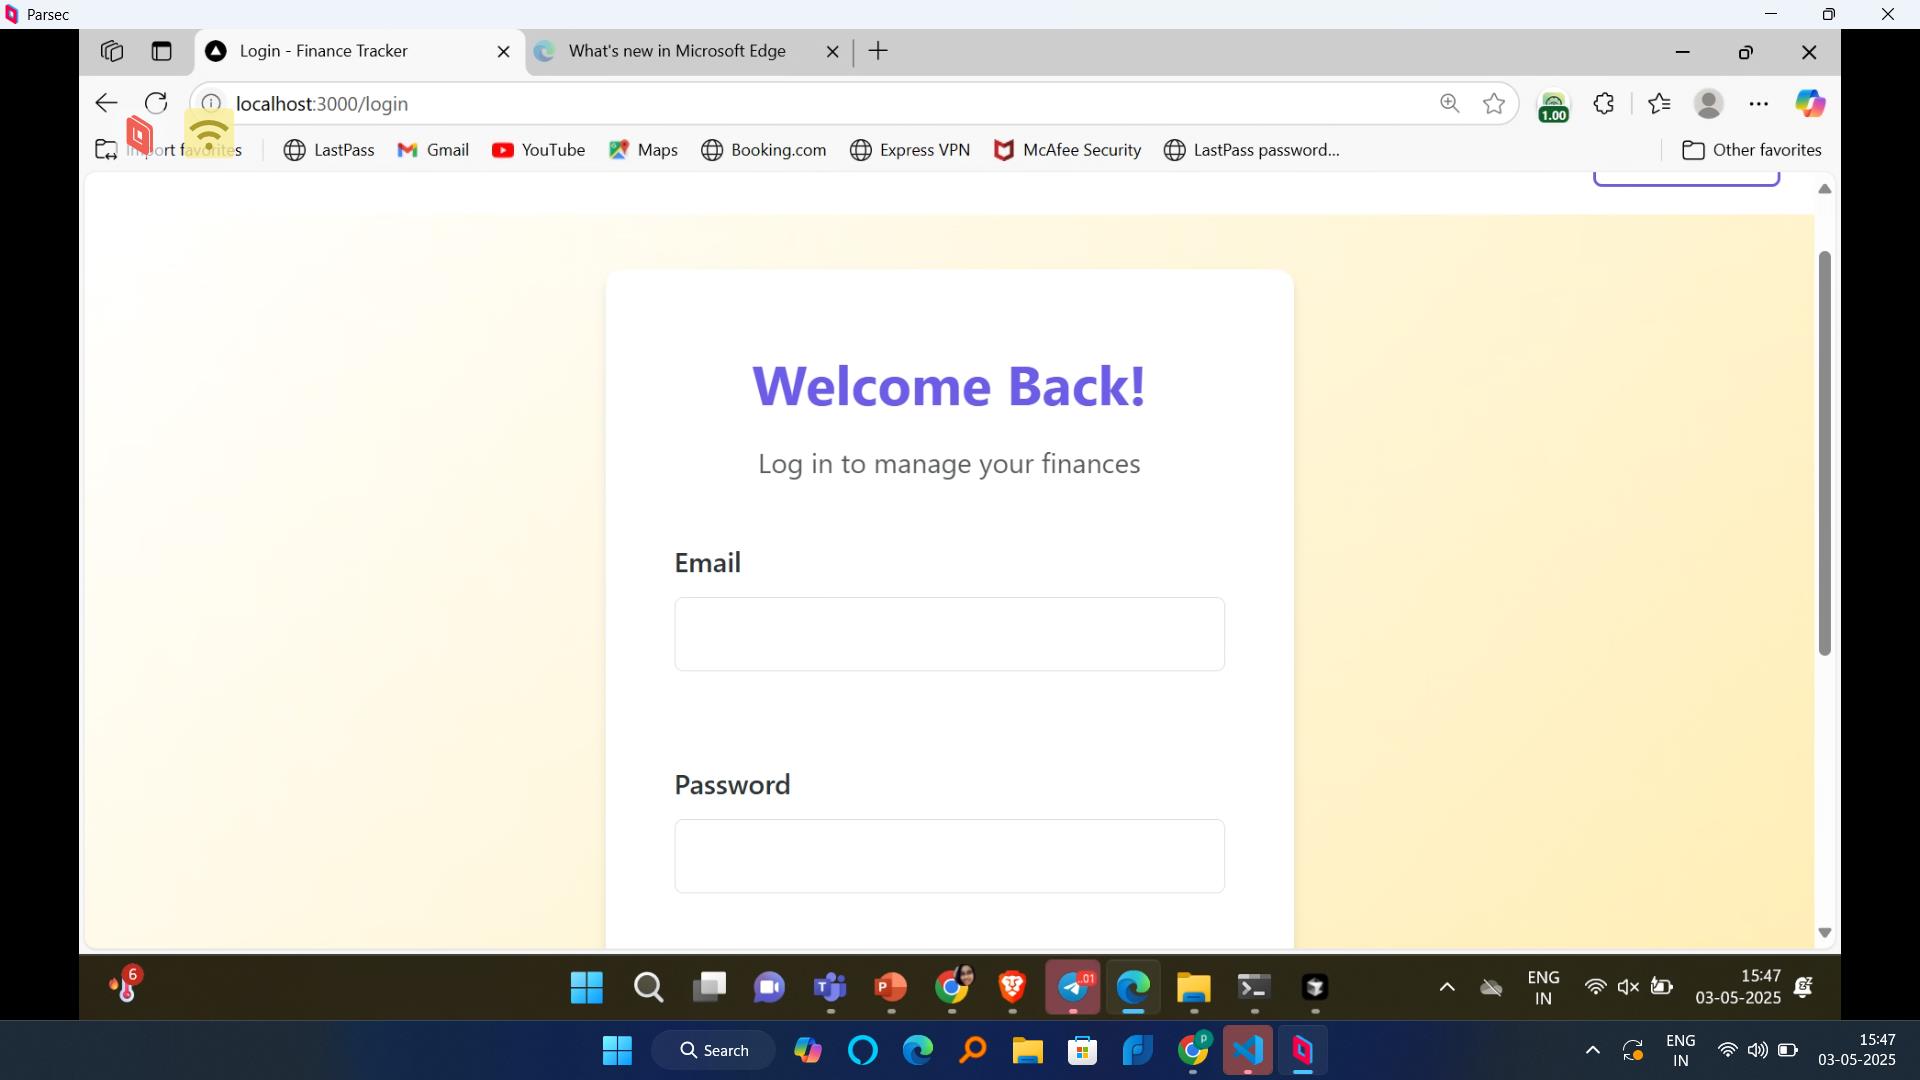 Parsec
Login - Finance Tracker
What's new in Microsoft Edge
localhost:3000/login
1.00
Import favorites
LastPass
Gmail
YouTube
Maps
Booking.com
Express VPN
McAfee Security
LastPass password...
Other favorites
Welcome Back!
Log in to manage your finances
Email
Password
6
.01
ENG
IN
15:47
03-05-2025
Search
P
ENG
IN
15:47
03-05-2025